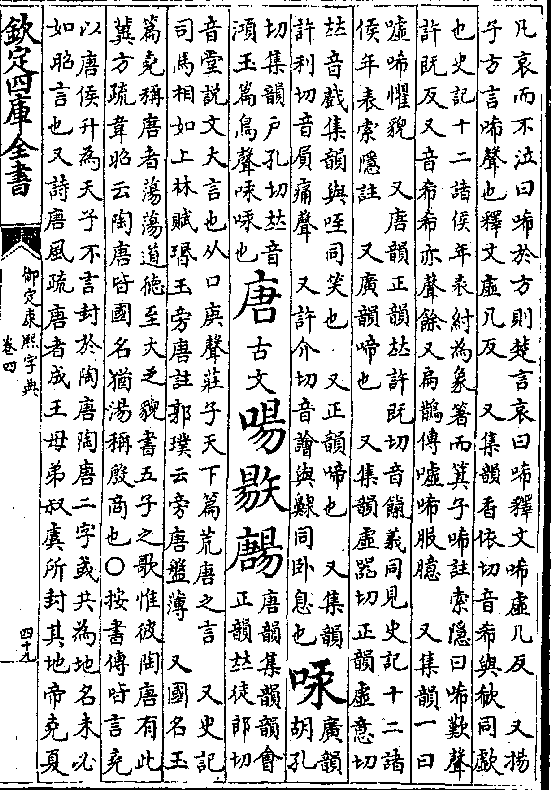 凡哀而不泣曰唏於方則楚言哀曰唏釋文唏虛几反 又揚
子方言唏聲也釋文虛几反 又集韻香依切音希與欷同歔
也史記十二諸侯年表紂為象箸而箕子唏註索隱曰唏歎聲
許既反又音希希亦聲餘又扁鵲傳噓唏服臆 又集韻一曰
噓唏懼貌 又唐韻正韻𠀤許既切音餼義同見史記十二諸
侯年表索隱註 又廣韻啼也 又集韻虛器切正韻虛意切
𠀤音戲集韻與咥同笑也 又正韻啼也 又集韻
許利切音屓痛聲 又許介切音譮與齂同卧息也
廣韻
胡孔
切集韻戶孔切𠀤音
澒玉篇鳥聲也
唐古文啺
唐韻集韻韻會
正韻𠀤徒郎切
音堂說文大言也从口庚聲莊子天下篇荒唐之言 又史記
司馬相如上林賦瑉玉旁唐註郭璞云旁唐盤薄 又國名玉
篇堯稱唐者蕩蕩道德至大之貌書五子之歌惟彼陶唐有此
冀方疏韋昭云陶唐皆國名猶湯稱殷商也○按書傳皆言堯
以唐侯升為天子不言封於陶唐陶唐二字或共為地名未必
如昭言也又詩唐風疏唐者成王母弟叔虞所封其地帝堯夏
欽定四庫全書
御定康熙字典
卷四
四十九